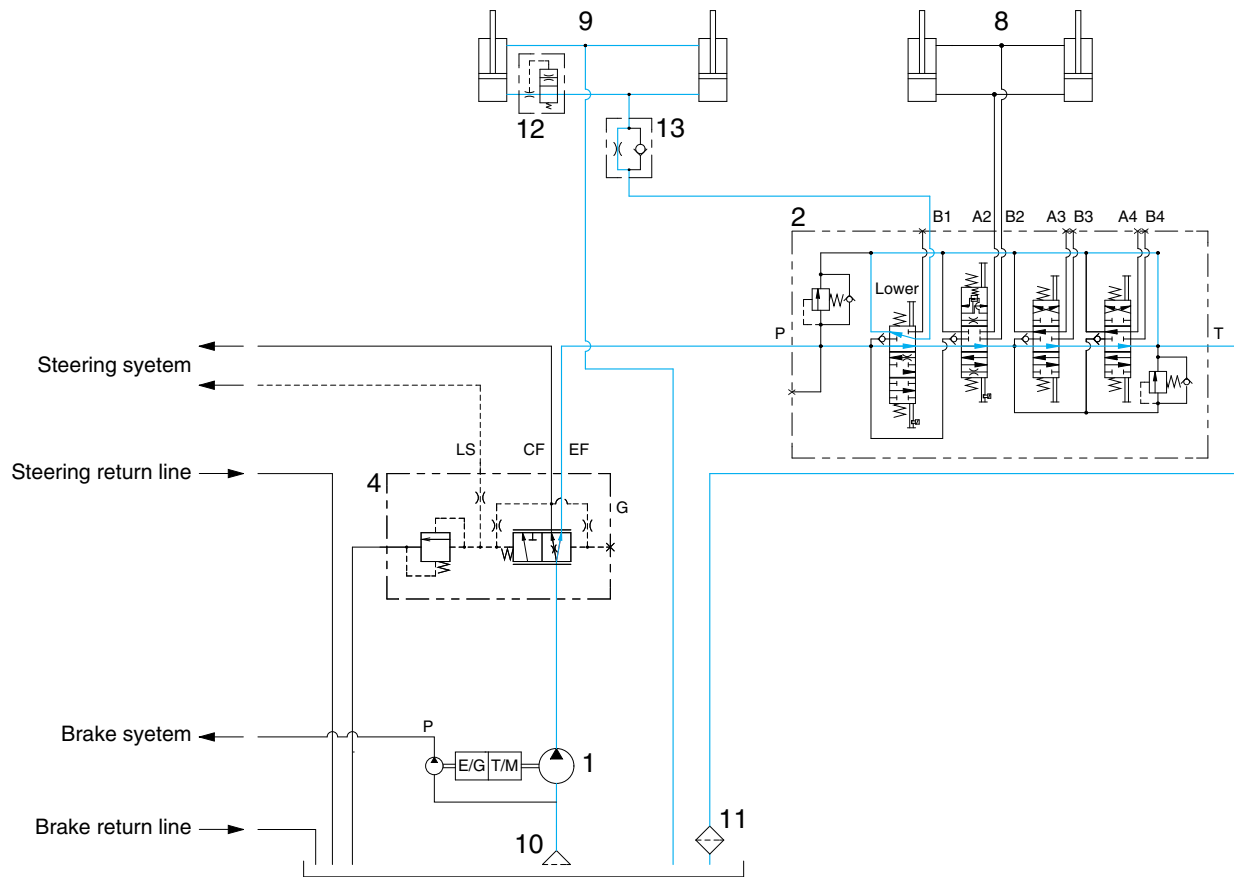 9
8
12
13
2
B1
A2
B2
A3
B3
A4
B4
Lower
P
T
Steering syetem
LS
CF
EF
Steering return line
4
G
Brake syetem
P
E/G
T/M
1
Brake return line
10
11